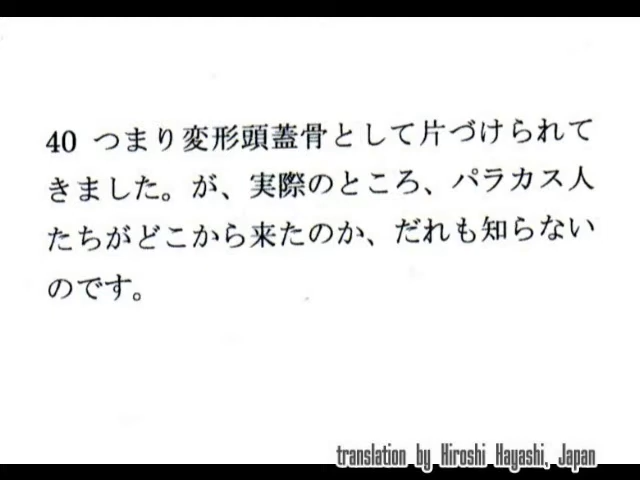 40 つまり変形頭蓋骨として片づけられて
きました。が、実際のところ、パラカス人
たちがどこから来たのか、だれも知らない
のです。
translation by Hiroshi Hayashi, Japan